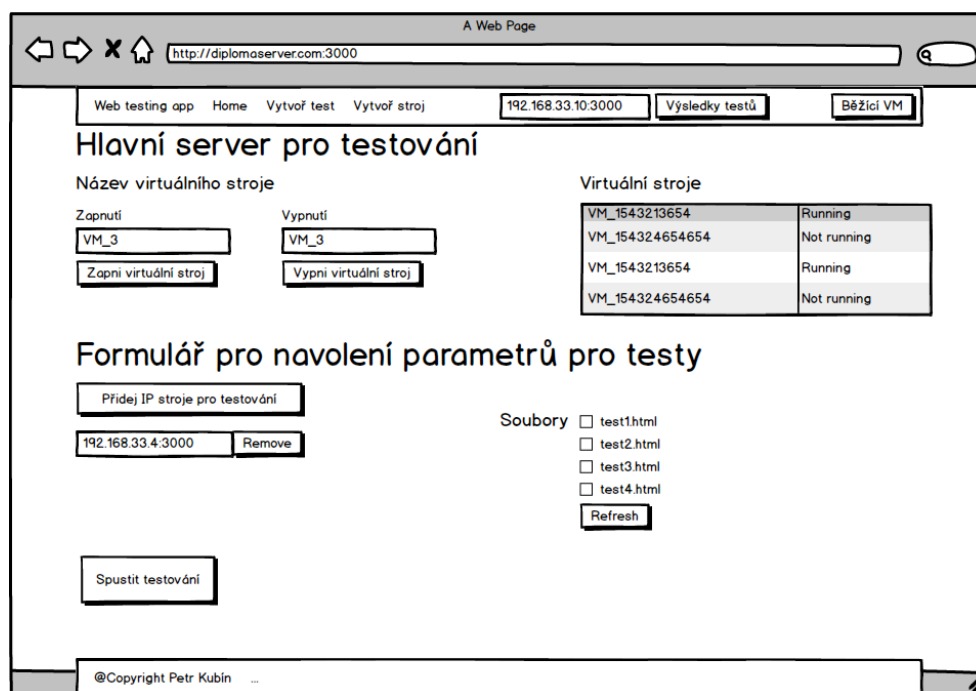 A Web Page
http://diplomaserver.com:3000
Web testing app Home Vytvoř test Vytvoř stroj 192.168.33.10:3000 Výsledky testů Běžící VM
Hlavní server pro testování
Název virtuálního stroje
Zapnutí Vypnutí
VM_3 VM_3
Zapni virtuální stroj Vypni virtuální stroj
Virtuální stroje
VM_1543213654 Running
VM_154324654654 Not running
VM_1543213654 Running
VM_154324654654 Not running
Formulář pro navolení parametrů pro testy
Přidej IP stroje pro testování
192.168.33.4:3000 Remove
Soubory test1.html
test2.html
test3.html
test4.html
Refresh
Spustit testování
@Copyright Petr Kubín ...